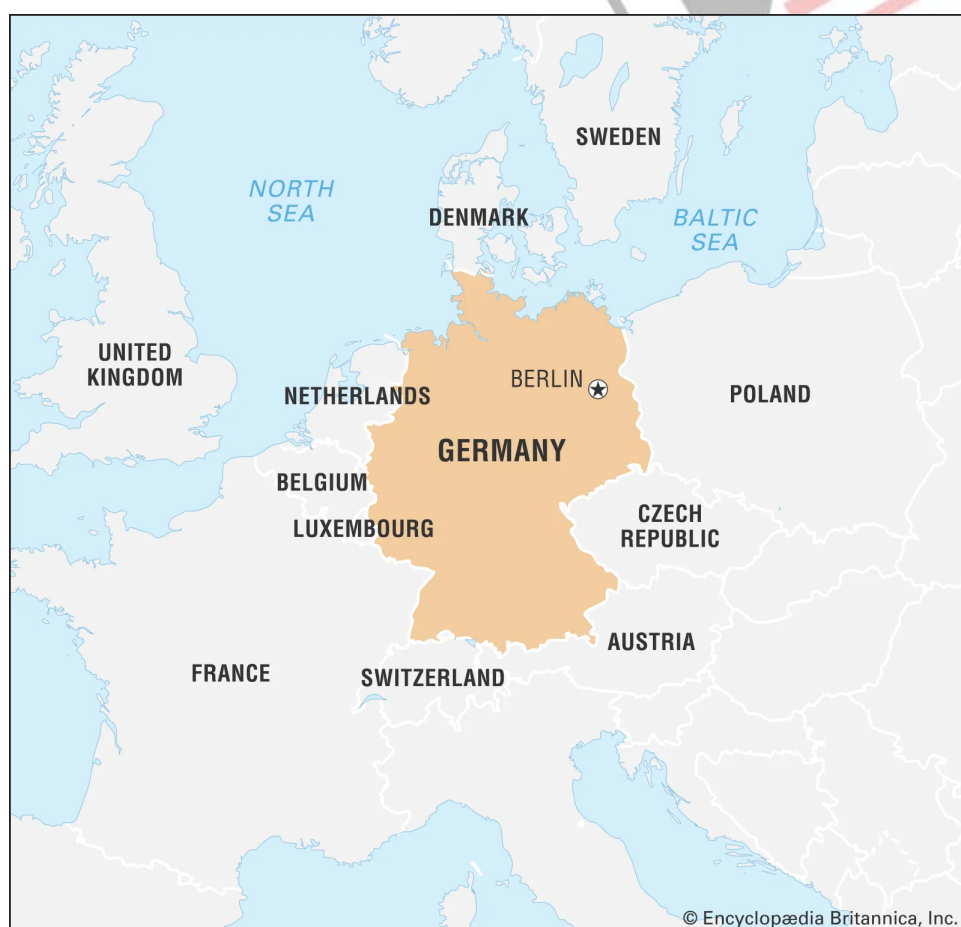 SWEDEN
NORTH
SEA
DENMARK
BALTIC
SEA
UNITED
KINGDOM
BERLIN
NETHERLANDS
POLAND
GERMANY
BELGIUM
LUXEMBOURG
CZECH
REPUBLIC
AUSTRIA
FRANCE
SWITZERLAND
© Encyclopædia Britannica, Inc.